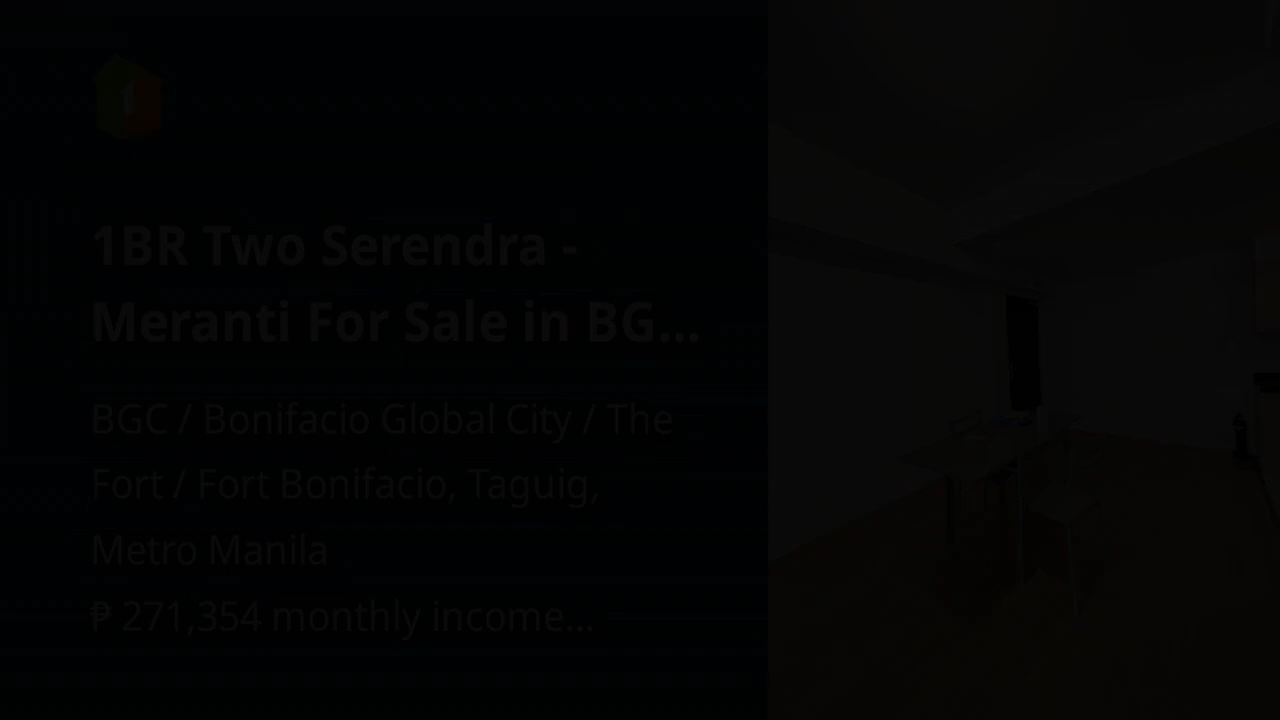 1BR Two Serendra -
Meranti For Sale in BG...
BGC / Bonifacio Global City / The
Fort / Fort Bonifacio, Taguig,
Metro Manila
₱ 271,354 monthly income...